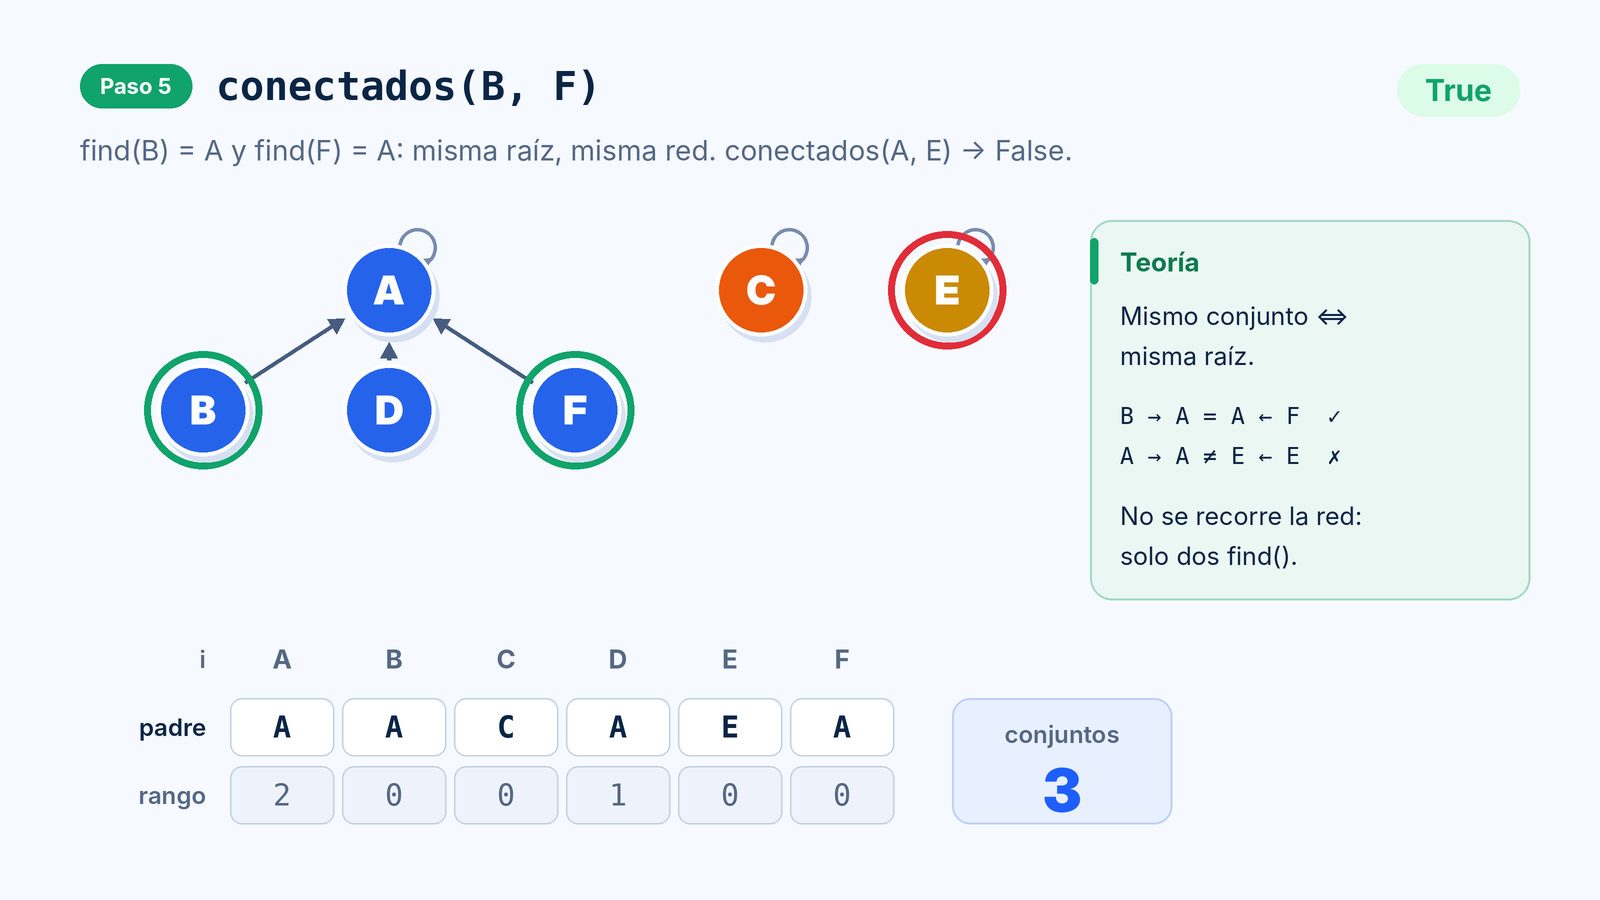 Paso 5 conectados(B, F) True
find(B) = A y find(F) = A: misma raíz, misma red. conectados(A, E) → False.
A C E
B D F
Teoría
Mismo conjunto ⇔
misma raíz.
B → A = A ← F ✓
A → A ≠ E ← E ✗
No se recorre la red:
solo dos find().
i A B C D E F
padre A A C A E A
rango 2 0 0 1 0 0
conjuntos
3